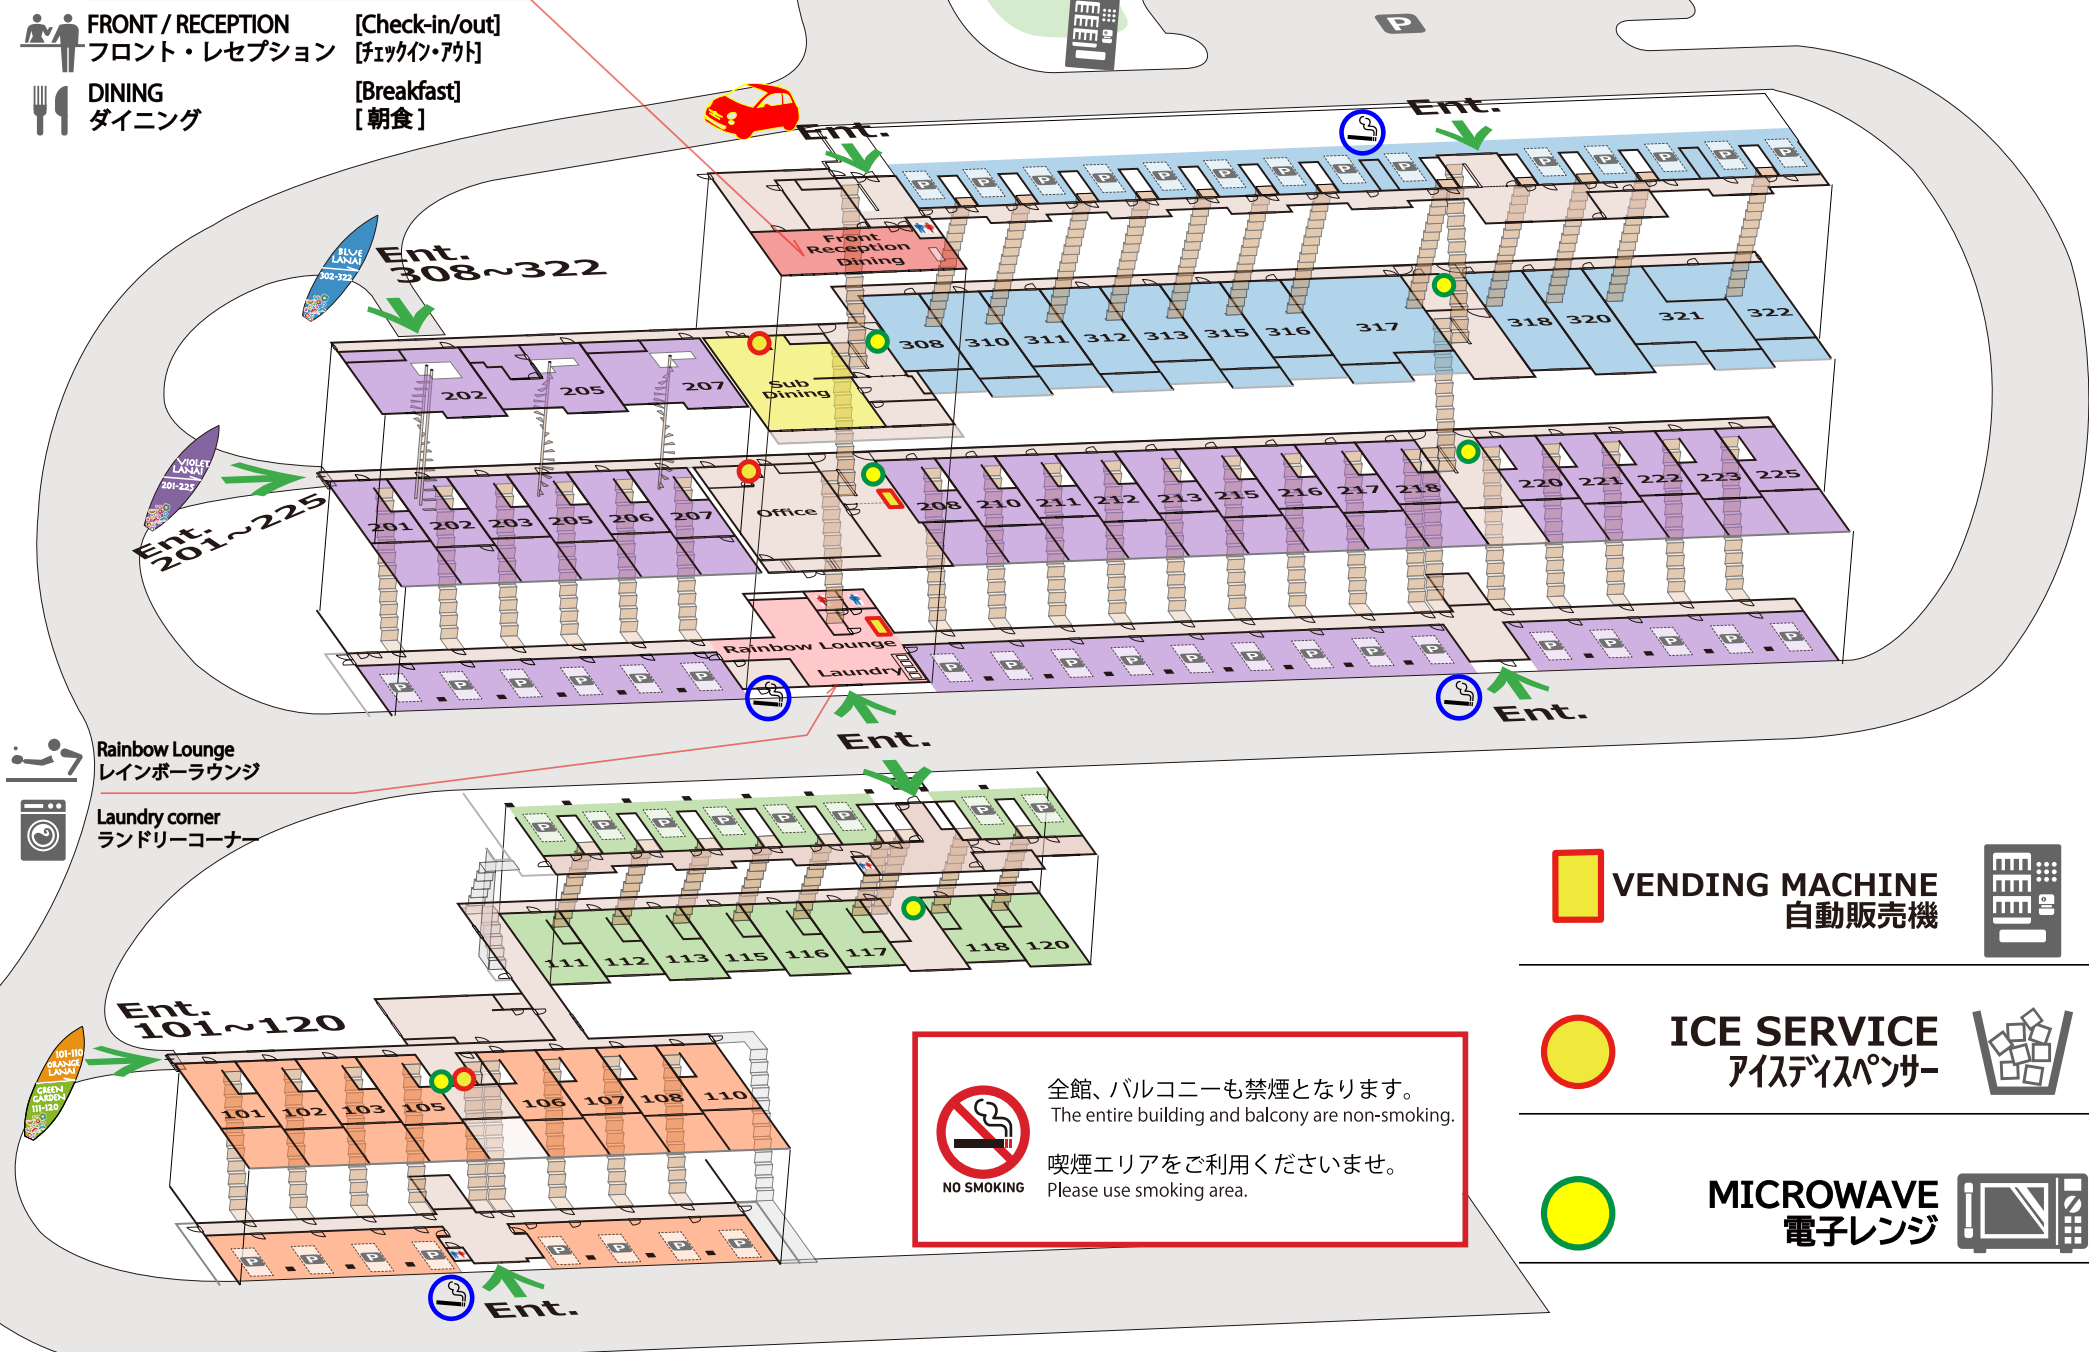 FRONT / RECEPTION [Check-in/out]
フロント・レセプション [チェックイン・アウト]
DINING [Breakfast]
ダイニング [ 朝食 ]
P
Ent.
Ent.
Front
Reception
Dining
BLUE
LANAI
302-322
Ent.
308~322
308 310 311 312 313 315 316 317 318 320 321 322
202 205 207
Sub
Dining
VIOLET
LANAI
201-225
Ent.
201~225
201 202 203 205 206 207
Office
208 210 211 212 213 215 216 217 218 220 221 222 223 225
Rainbow Lounge
Laundry
Ent.
Ent.
Rainbow Lounge
レインボーラウンジ
Laundry corner
ランドリーコーナー
111 112 113 115 116 117 118 120
Ent.
101~120
101-110
ORANGE
LANAI
GREEN
GARDEN
111-120
101 102 103 105 106 107 108 110
Ent.
NO SMOKING
全館、バルコニーも禁煙となります。
The entire building and balcony are non-smoking.
喫煙エリアをご利用くださいませ。
Please use smoking area.
VENDING MACHINE
自動販売機
ICE SERVICE
アイスディスペンサー
MICROWAVE
電子レンジ